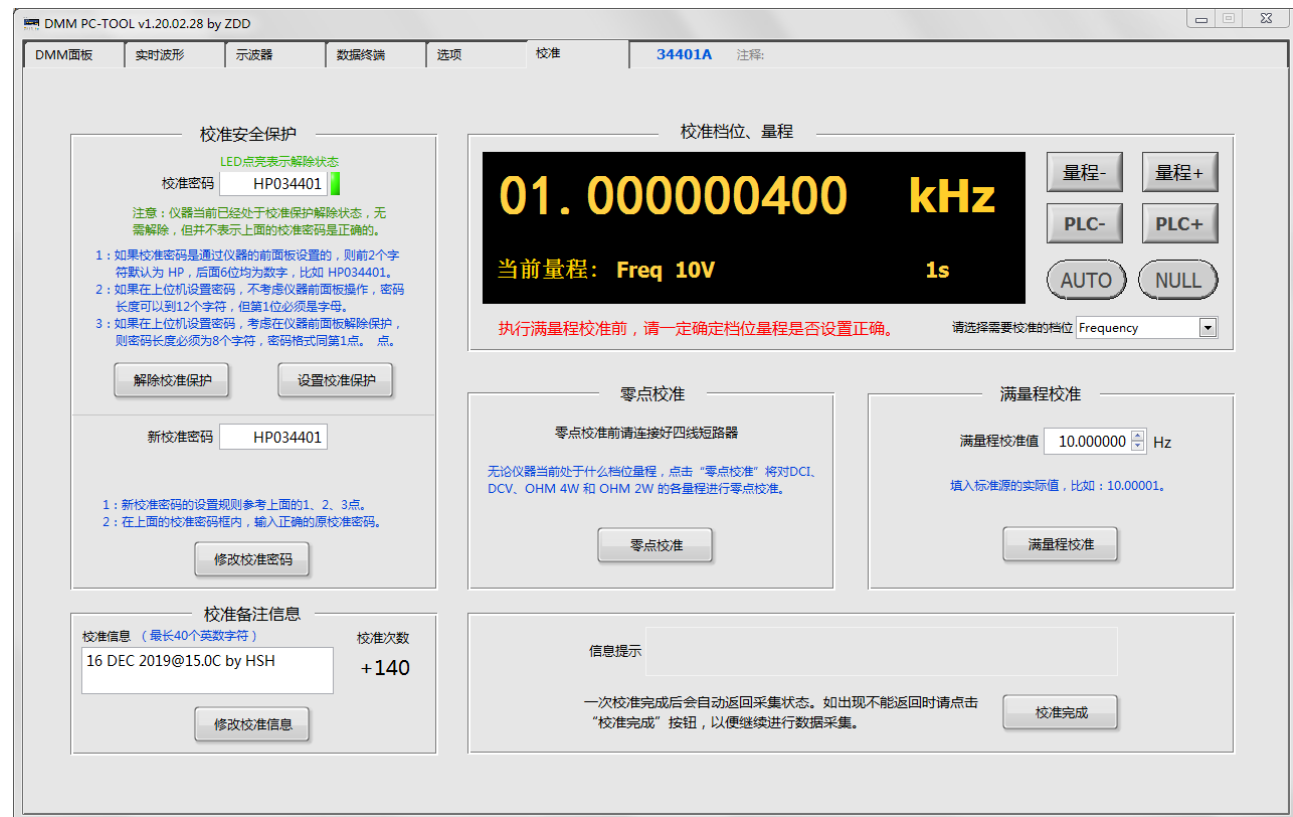 DMM PC-TOOL v1.20.02.28 by ZDD
DMM面板
实时波形
示波器
数据终端
选项
校准
34401A
注释:
校准安全保护
LED点亮表示解除状态
校准密码
HP034401
注意：仪器当前已经处于校准保护解除状态，无
需解除，但并不表示上面的校准密码是正确的。
1：如果校准密码是通过仪器的前面板设置的，则前2个字
符默认为 HP，后面6位均为数字，比如 HP034401。
2：如果在上位机设置密码，不考虑仪器前面板操作，密码
长度可以到12个字符，但第1位必须是字母。
3：如果在上位机设置密码，考虑在仪器前面板解除保护，
则密码长度必须为8个字符，密码格式同第1点。 点。
解除校准保护
设置校准保护
新校准密码
HP034401
1：新校准密码的设置规则参考上面的1、2、3点。
2：在上面的校准密码框内，输入正确的原校准密码。
修改校准密码
校准备注信息
校准信息
（最长40个英数字符）
校准次数
16 DEC 2019@15.0C by HSH
+140
修改校准信息
校准档位、量程
01.000000400 kHz
当前量程: Freq 10V
1s
量程-
量程+
PLC-
PLC+
AUTO
NULL
执行满量程校准前，请一定确定档位量程是否设置正确。
请选择需要校准的档位
Frequency
零点校准
零点校准前请连接好四线短路器
无论仪器当前处于什么档位量程，点击“零点校准”将对DCI、
DCV、OHM 4W 和 OHM 2W 的各量程进行零点校准。
零点校准
满量程校准
满量程校准值
10.000000
Hz
填入标准源的实际值，比如：10.00001。
满量程校准
信息提示
一次校准完成后会自动返回采集状态。如出现不能返回时请点击
“校准完成”按钮，以便继续进行数据采集。
校准完成